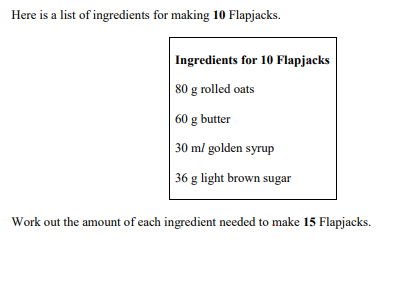 Here is a list of ingredients for making 10 Flapjacks.
Ingredients for 10 Flapjacks
80 g rolled oats
60 g butter
30 ml golden syrup
36 g light brown sugar
Work out the amount of each ingredient needed to make 15 Flapjacks.